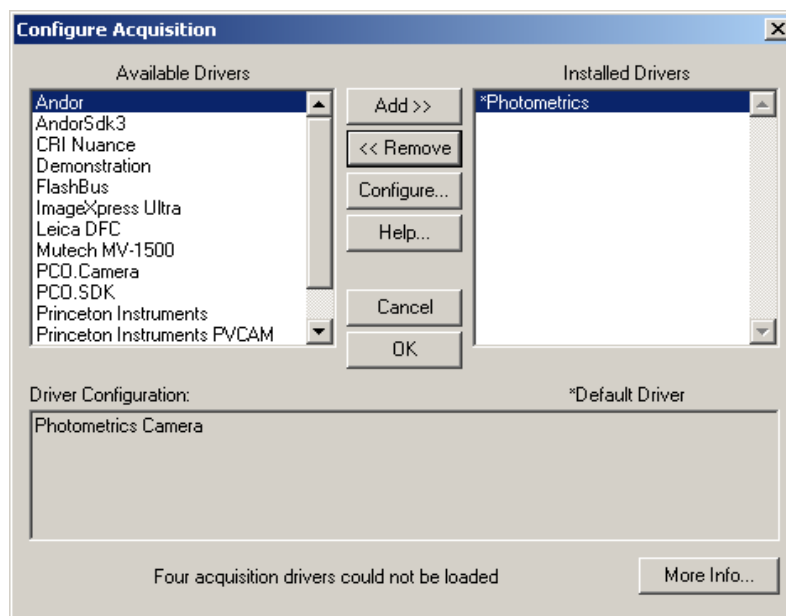 Configure Acquisition
Available Drivers
Installed Drivers
Andor
AndorSdk3
CRI Nuance
Demonstration
FlashBus
ImageXpress Ultra
Leica DFC
Mutech MV-1500
PCO.Camera
PCO.SDK
Princeton Instruments
Princeton Instruments PVCAM
Add >>
<< Remove
Configure...
Help...
Cancel
OK
*Photometrics
Driver Configuration:
*Default Driver
Photometrics Camera
Four acquisition drivers could not be loaded
More Info...